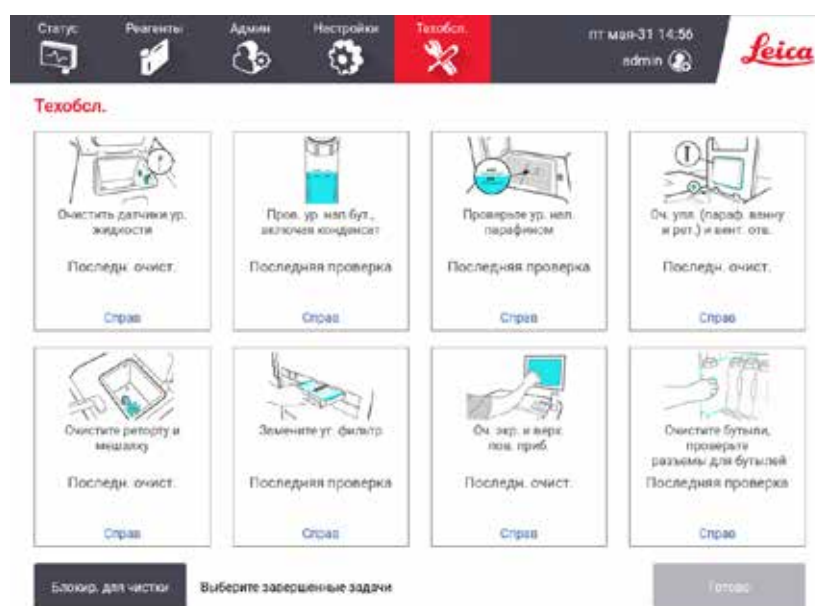 Статус Реагенты Админ Настройки Техобсл.
пт мая-31 14:56
admin
Leica
Техобсл.
Очистить датчики ур.
жидкости
Последн. очист.
Справ
Пров. ур. нап.бут.,
включая конденсат
Последняя проверка
Справ
Проверьте ур. нап.
парафином
Последняя проверка
Справ
Оч. упл. (параф. ванну
и рет.) и вент. отв.
Последн. очист.
Справ
Очистите реторту и
мешалку
Последн. очист.
Справ
Замените уг. фильтр.
Последняя проверка
Справ
Оч. экр. и верх.
пов. приб.
Последн. очист.
Справ
Очистите бутыли,
проверьте
разъемы для бутылей
Последняя проверка
Справ
Блокир. для чистки
Выберите завершенные задачи
Готово